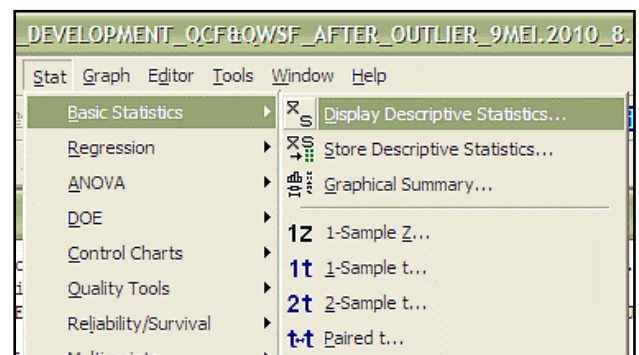 _DEVELOPMENT_QCF&QWSF_AFTER_OUTLIER_9MEI.2010_8.
Stat Graph Editor Tools Window Help
Basic Statistics
Regression
ANOVA
DOE
Control Charts
Quality Tools
Reliability/Survival
Display Descriptive Statistics...
Store Descriptive Statistics...
Graphical Summary...
1Z 1-Sample Z...
1t 1-Sample t...
2t 2-Sample t...
t-t Paired t...